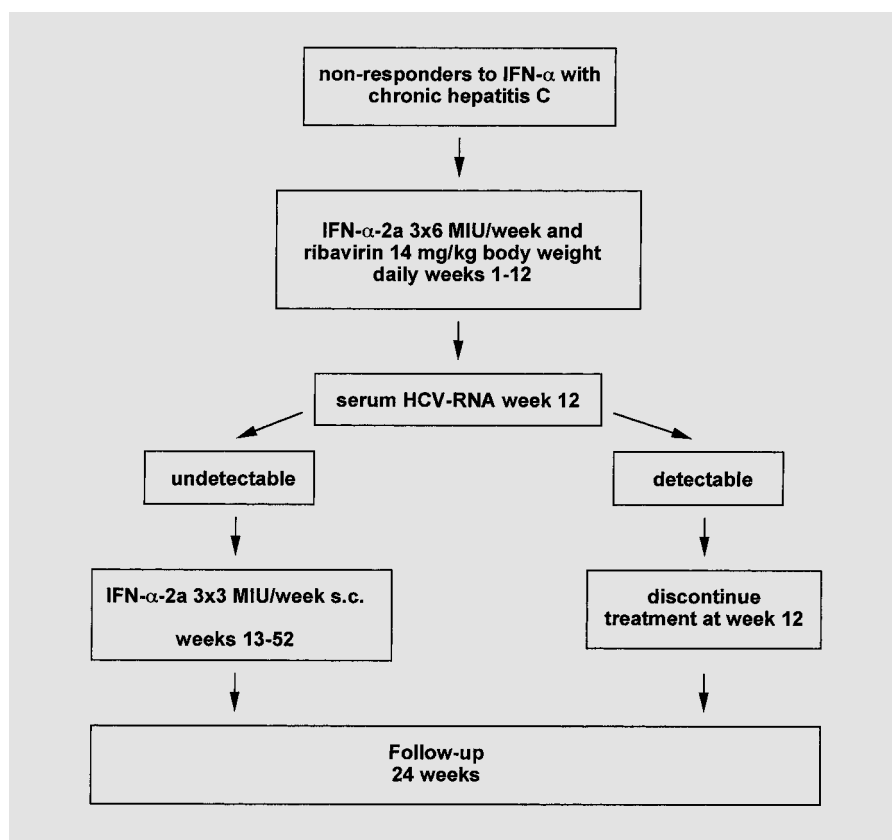 non-responders to IFN-α with
chronic hepatitis C
IFN-α-2a 3x6 MIU/week and
ribavirin 14 mg/kg body weight
daily weeks 1-12
serum HCV-RNA week 12
undetectable
detectable
IFN-α-2a 3x3 MIU/week s.c.
weeks 13-52
discontinue
treatment at week 12
Follow-up
24 weeks